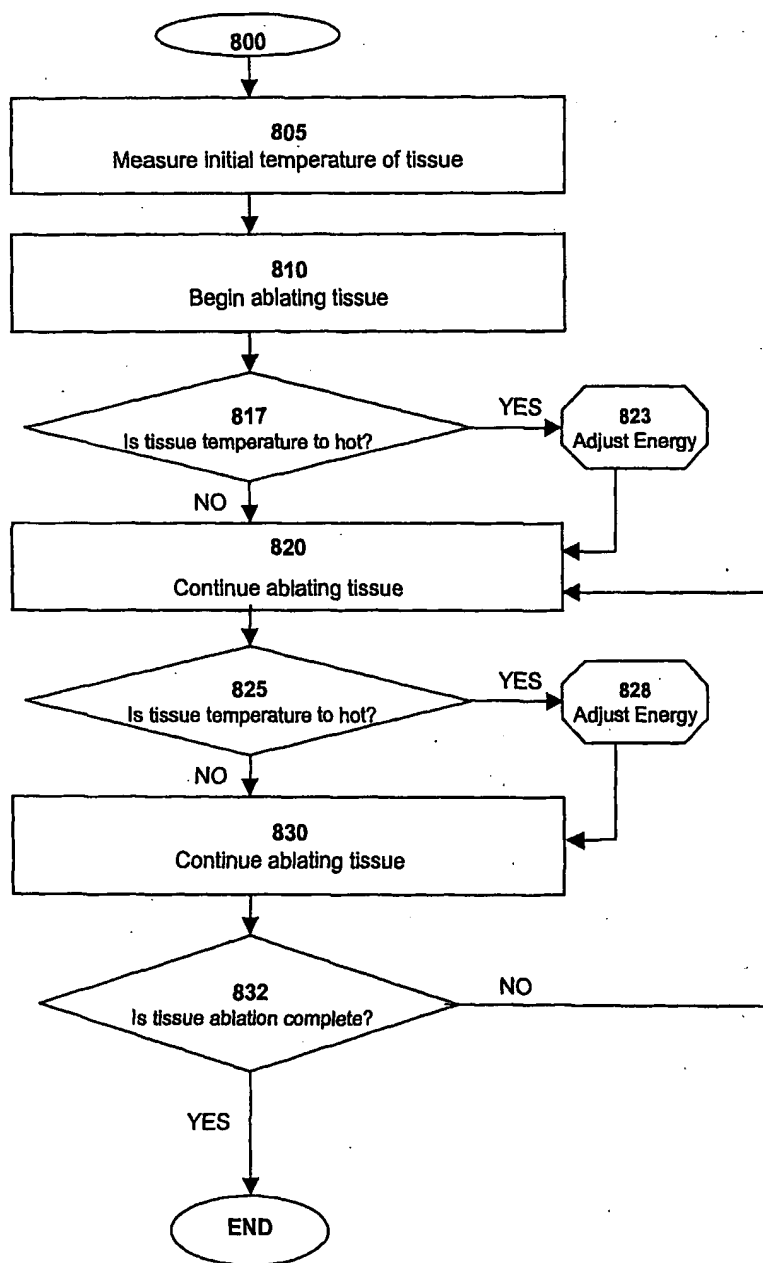 800
805
Measure initial temperature of tissue
810
Begin ablating tissue
817
Is tissue temperature to hot?
YES
823
Adjust Energy
NO
820
Continue ablating tissue
825
Is tissue temperature to hot?
YES
828
Adjust Energy
NO
830
Continue ablating tissue
832
Is tissue ablation complete?
NO
YES
END